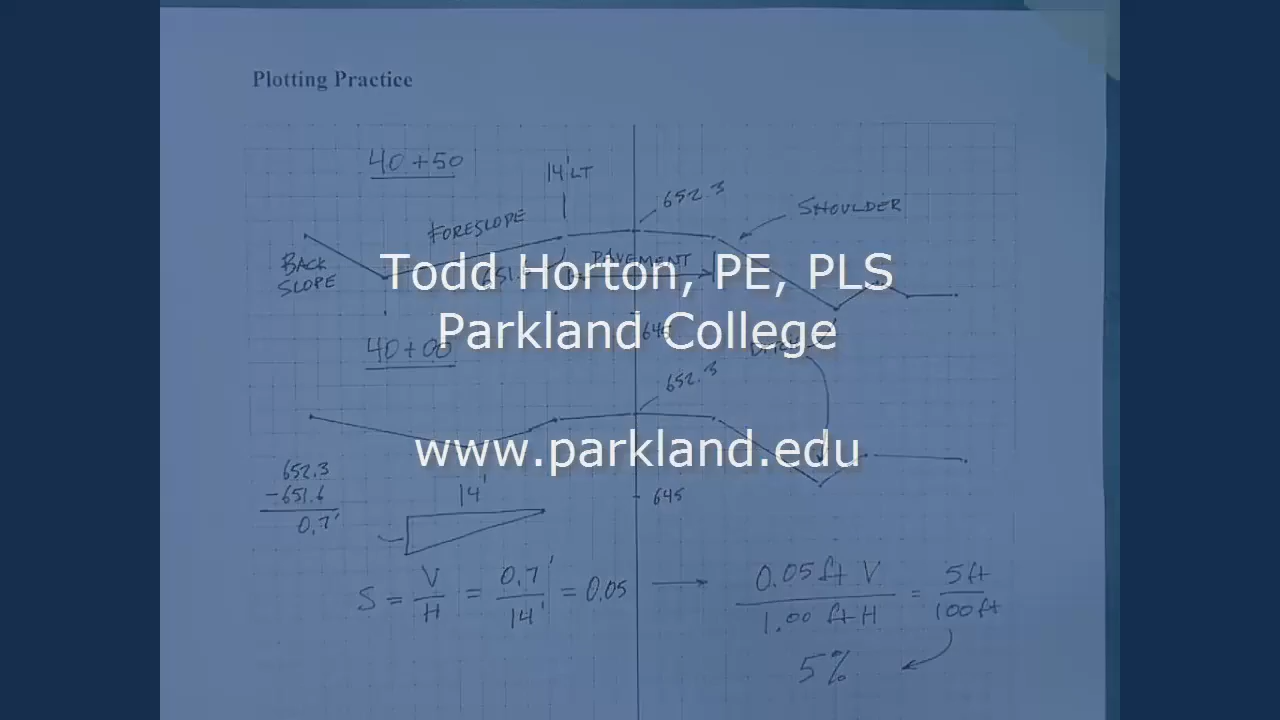 Plotting Practice
40+50
14' LT
652.3
SHOULDER
FORESLOPE
BACK
SLOPE
PAVEMENT
Todd Horton, PE, PLS
Parkland College
40+00
652.3
www.parkland.edu
652.3
-651.6
0.7'
14'
645
S = V/H = 0.7'/14' = 0.05 → 0.05 ft V/1.00 ft H = 5 ft/100 ft
5%